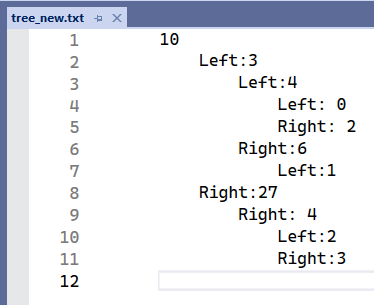 tree_new.txt
1 10
2 Left:3
3 Left:4
4 Left: 0
5 Right: 2
6 Right:6
7 Left:1
8 Right:27
9 Right: 4
10 Left:2
11 Right:3
12